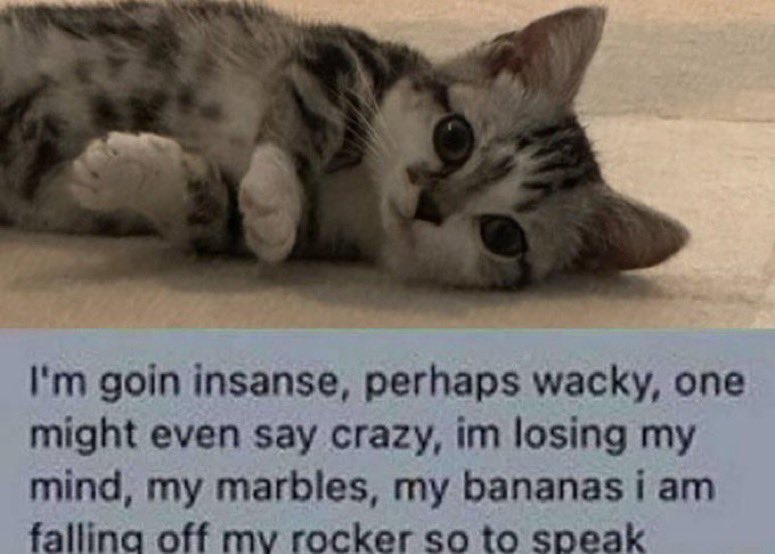 I'm goin insanse, perhaps wacky, one
might even say crazy, im losing my
mind, my marbles, my bananas i am
falling off my rocker so to speak